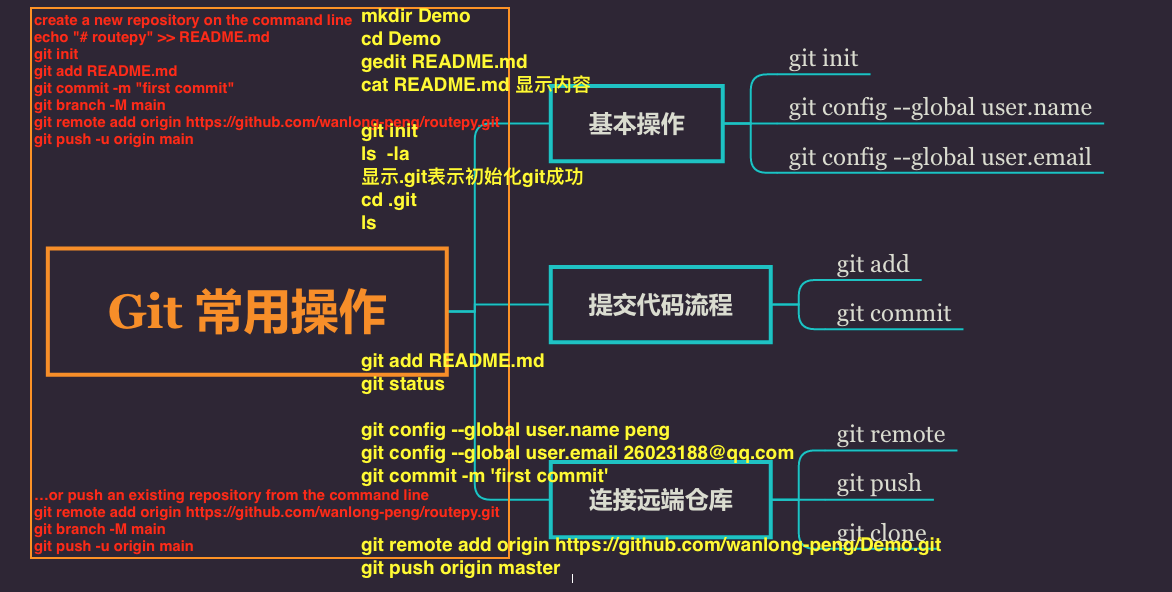 create a new repository on the command line
echo "# routepy" >> README.md
git init
git add README.md
git commit -m "first commit"
git branch -M main
git remote add origin https://github.com/wanlong-peng/routepy.git
git push -u origin main
mkdir Demo
cd Demo
gedit README.md
cat README.md 显示内容
git init
ls  -la
显示.git表示初始化git成功
cd .git
ls
基本操作
git init
git config --global user.name
git config --global user.email
Git 常用操作
提交代码流程
git add
git commit
git add README.md
git status
git config --global user.name peng
git config --global user.email 26023188@qq.com
git commit -m 'first commit'
连接远端仓库
git remote
git push
git clone
...or push an existing repository from the command line
git remote add origin https://github.com/wanlong-peng/routepy.git
git branch -M main
git push -u origin main
git remote add origin https://github.com/wanlong-peng/Demo.git
git push origin master